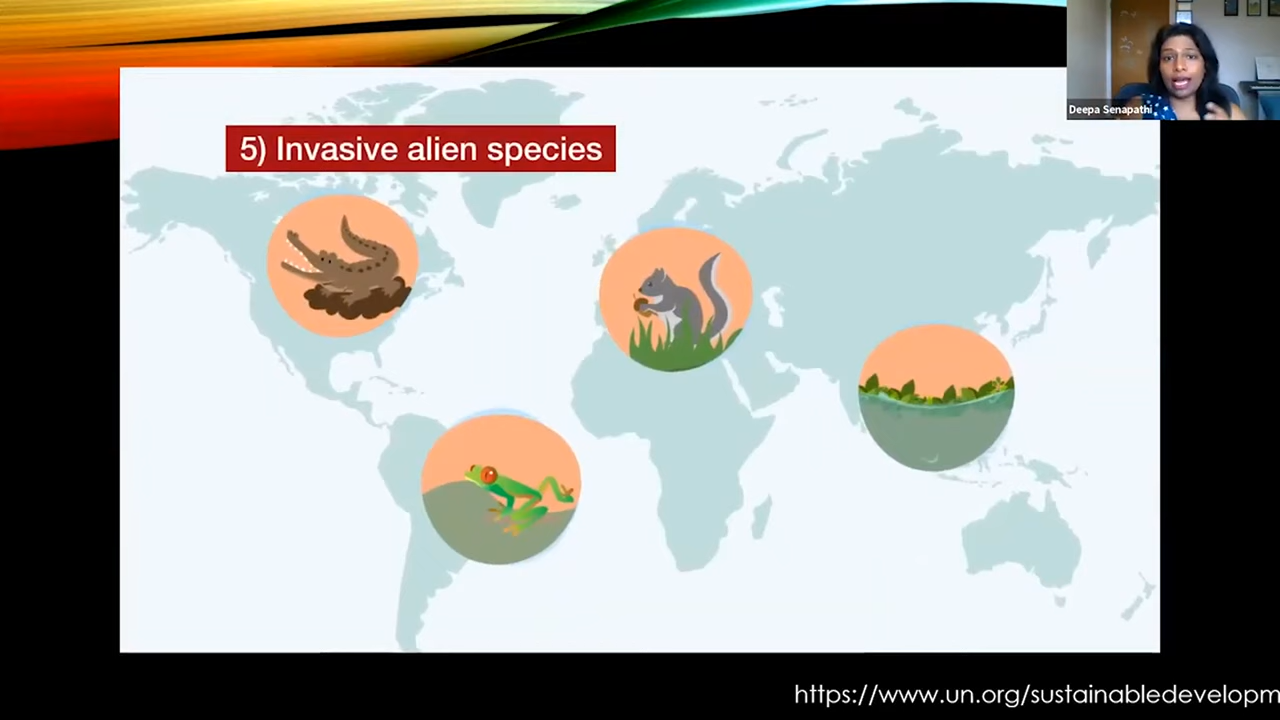 Deepa Senapathi
5) Invasive alien species
https://www.un.org/sustainabledevelopm